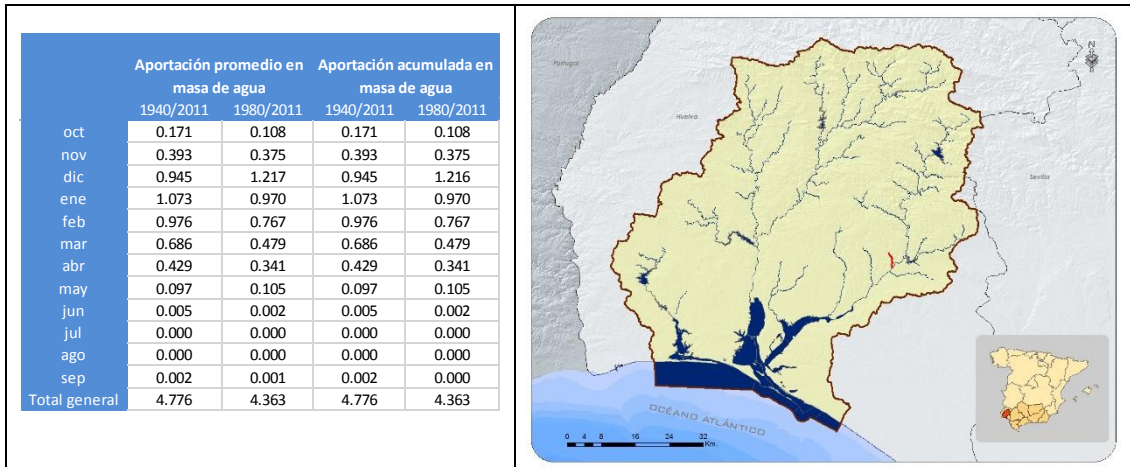 Aportación promedio en masa de agua Aportación acumulada en masa de agua
1940/2011 1980/2011 1940/2011 1980/2011
oct 0.171 0.108 0.171 0.108
nov 0.393 0.375 0.393 0.375
dic 0.945 1.217 0.945 1.216
ene 1.073 0.970 1.073 0.970
feb 0.976 0.767 0.976 0.767
mar 0.686 0.479 0.686 0.479
abr 0.429 0.341 0.429 0.341
may 0.097 0.105 0.097 0.105
jun 0.005 0.002 0.005 0.002
jul 0.000 0.000 0.000 0.000
ago 0.000 0.000 0.000 0.000
sep 0.002 0.001 0.002 0.000
Total general 4.776 4.363 4.776 4.363
N
Portugal
Huelva
Sevilla
OCÉANO ATLÁNTICO
0 4 8 16 24 32
Km.